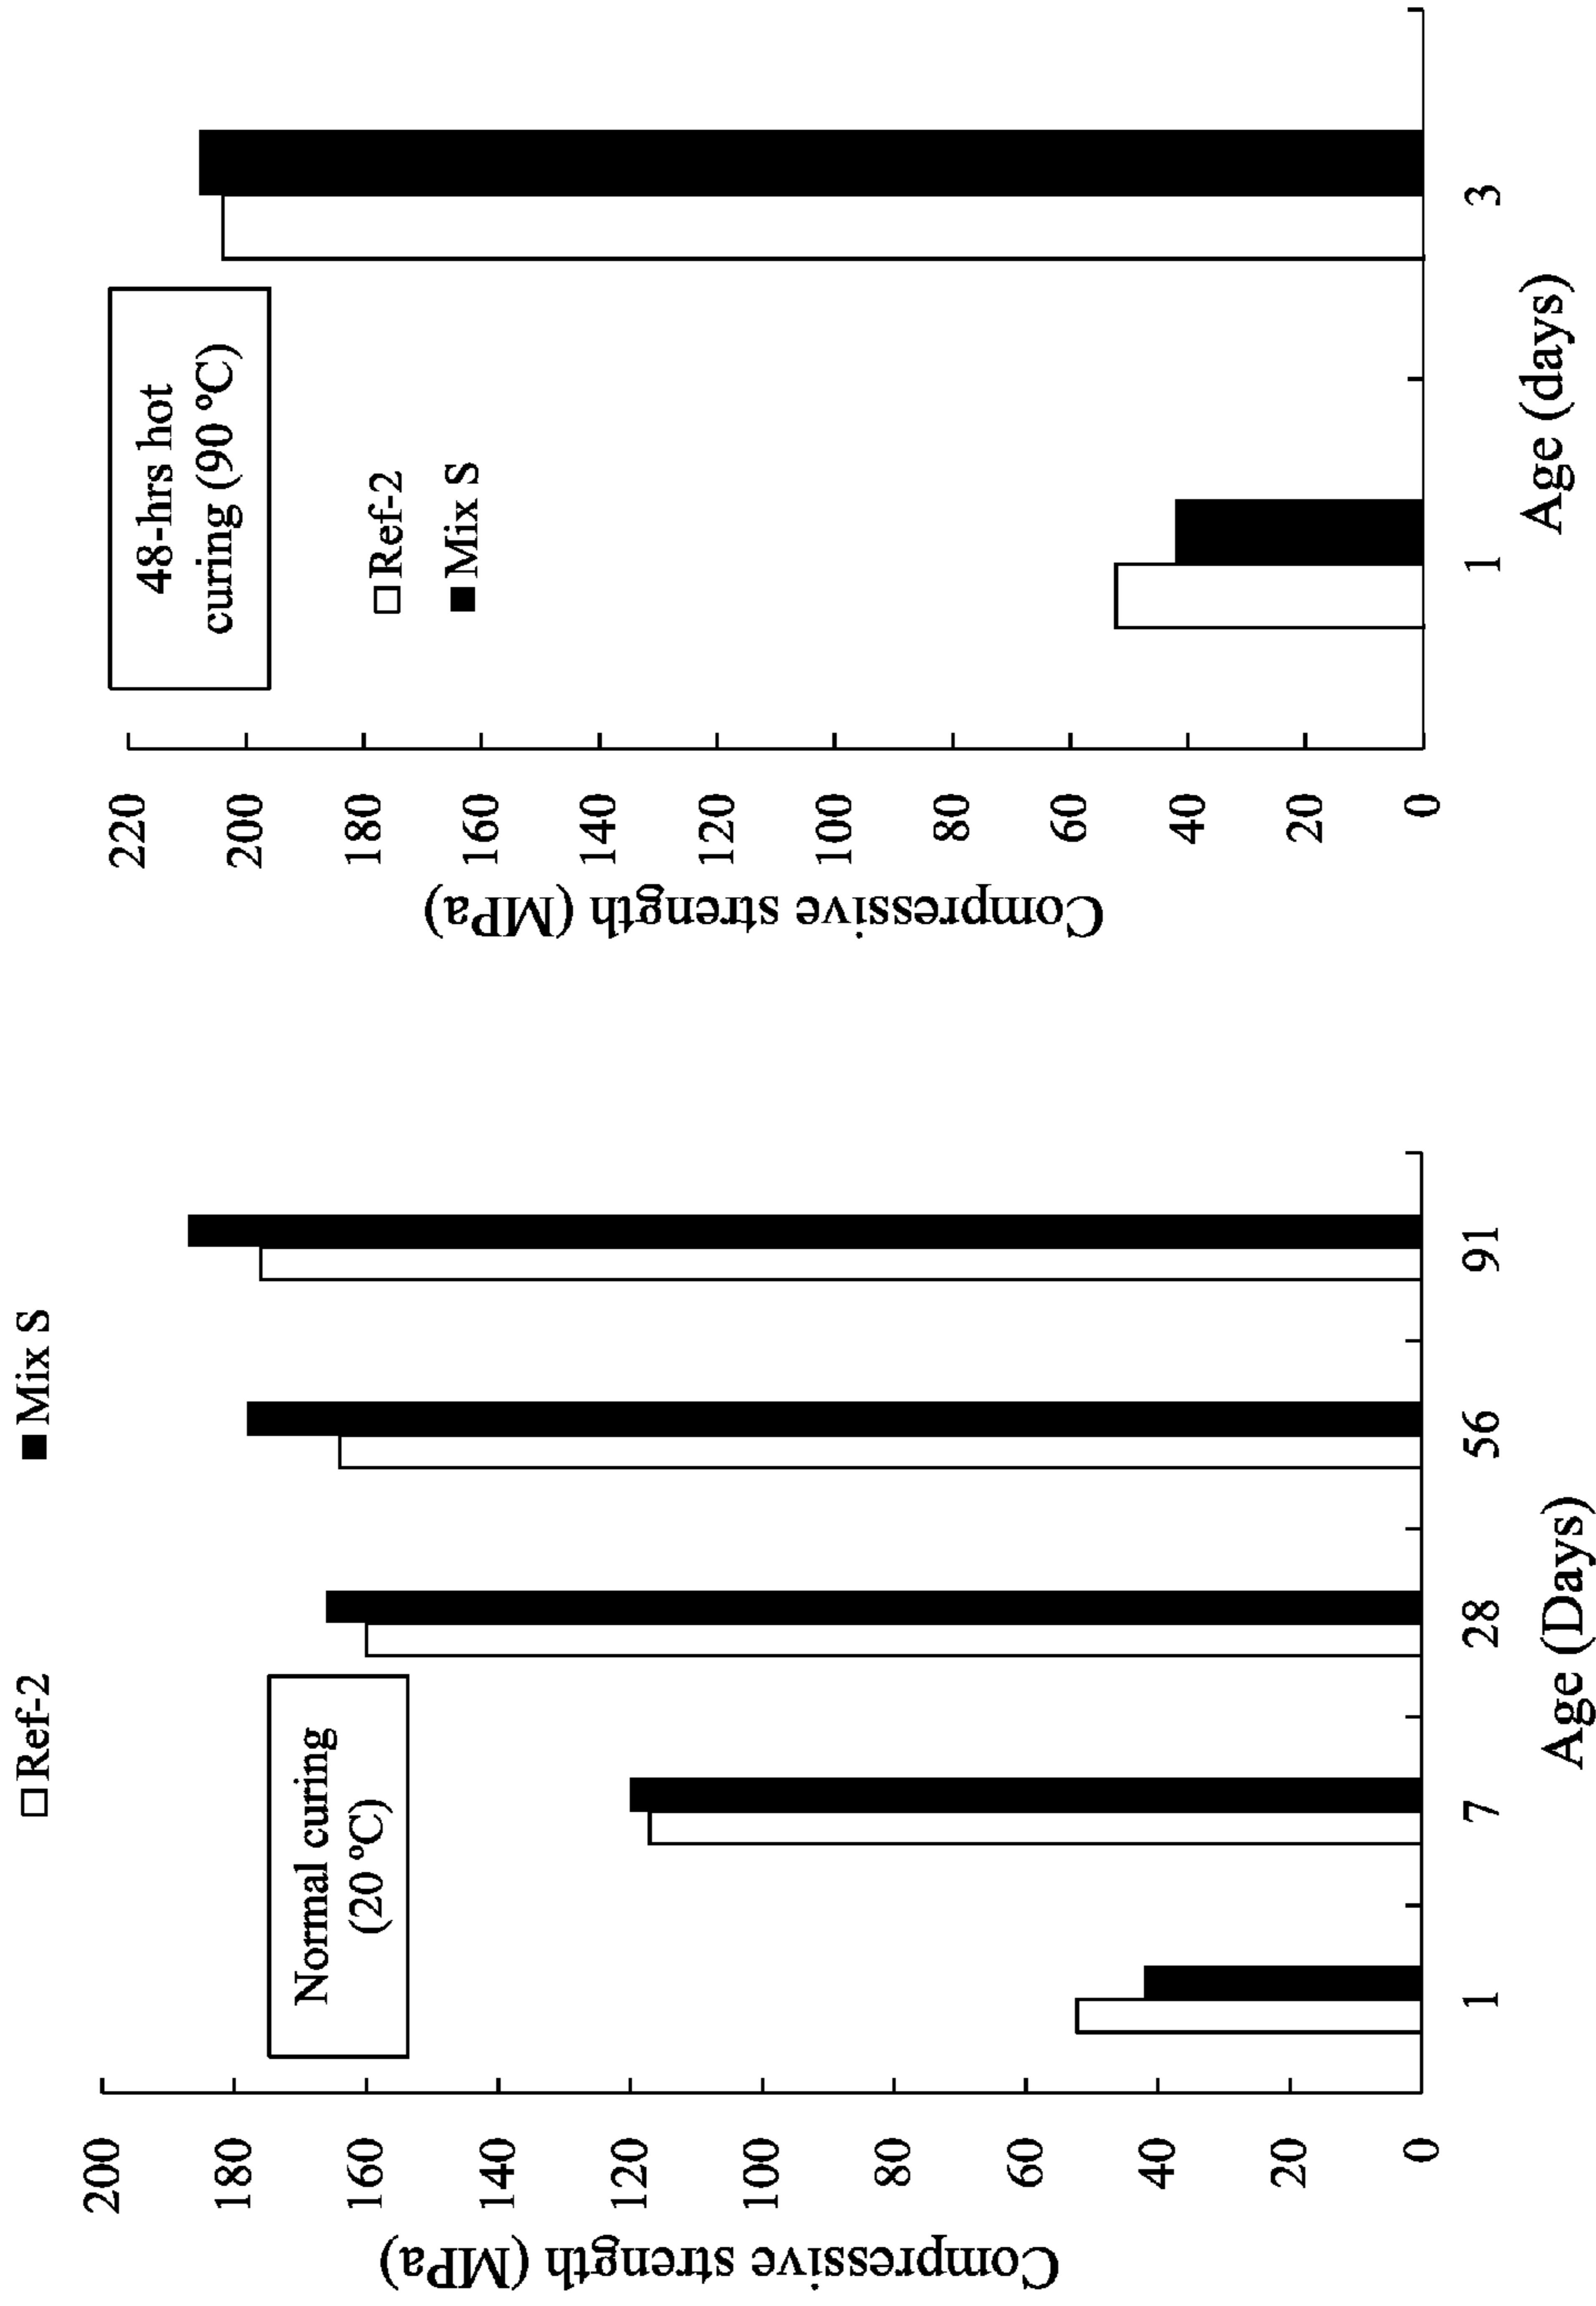 Ref-2
Mix S
Compressive strength (MPa)
200
180
160
140
120
100
80
60
40
20
0
Normal curing
(20 °C)
1
7
28
56
91
Age (Days)
Compressive strength (MPa)
220
200
180
160
140
120
100
80
60
40
20
0
48-hrs hot
curing (90 °C)
Ref-2
Mix S
1
3
Age (days)